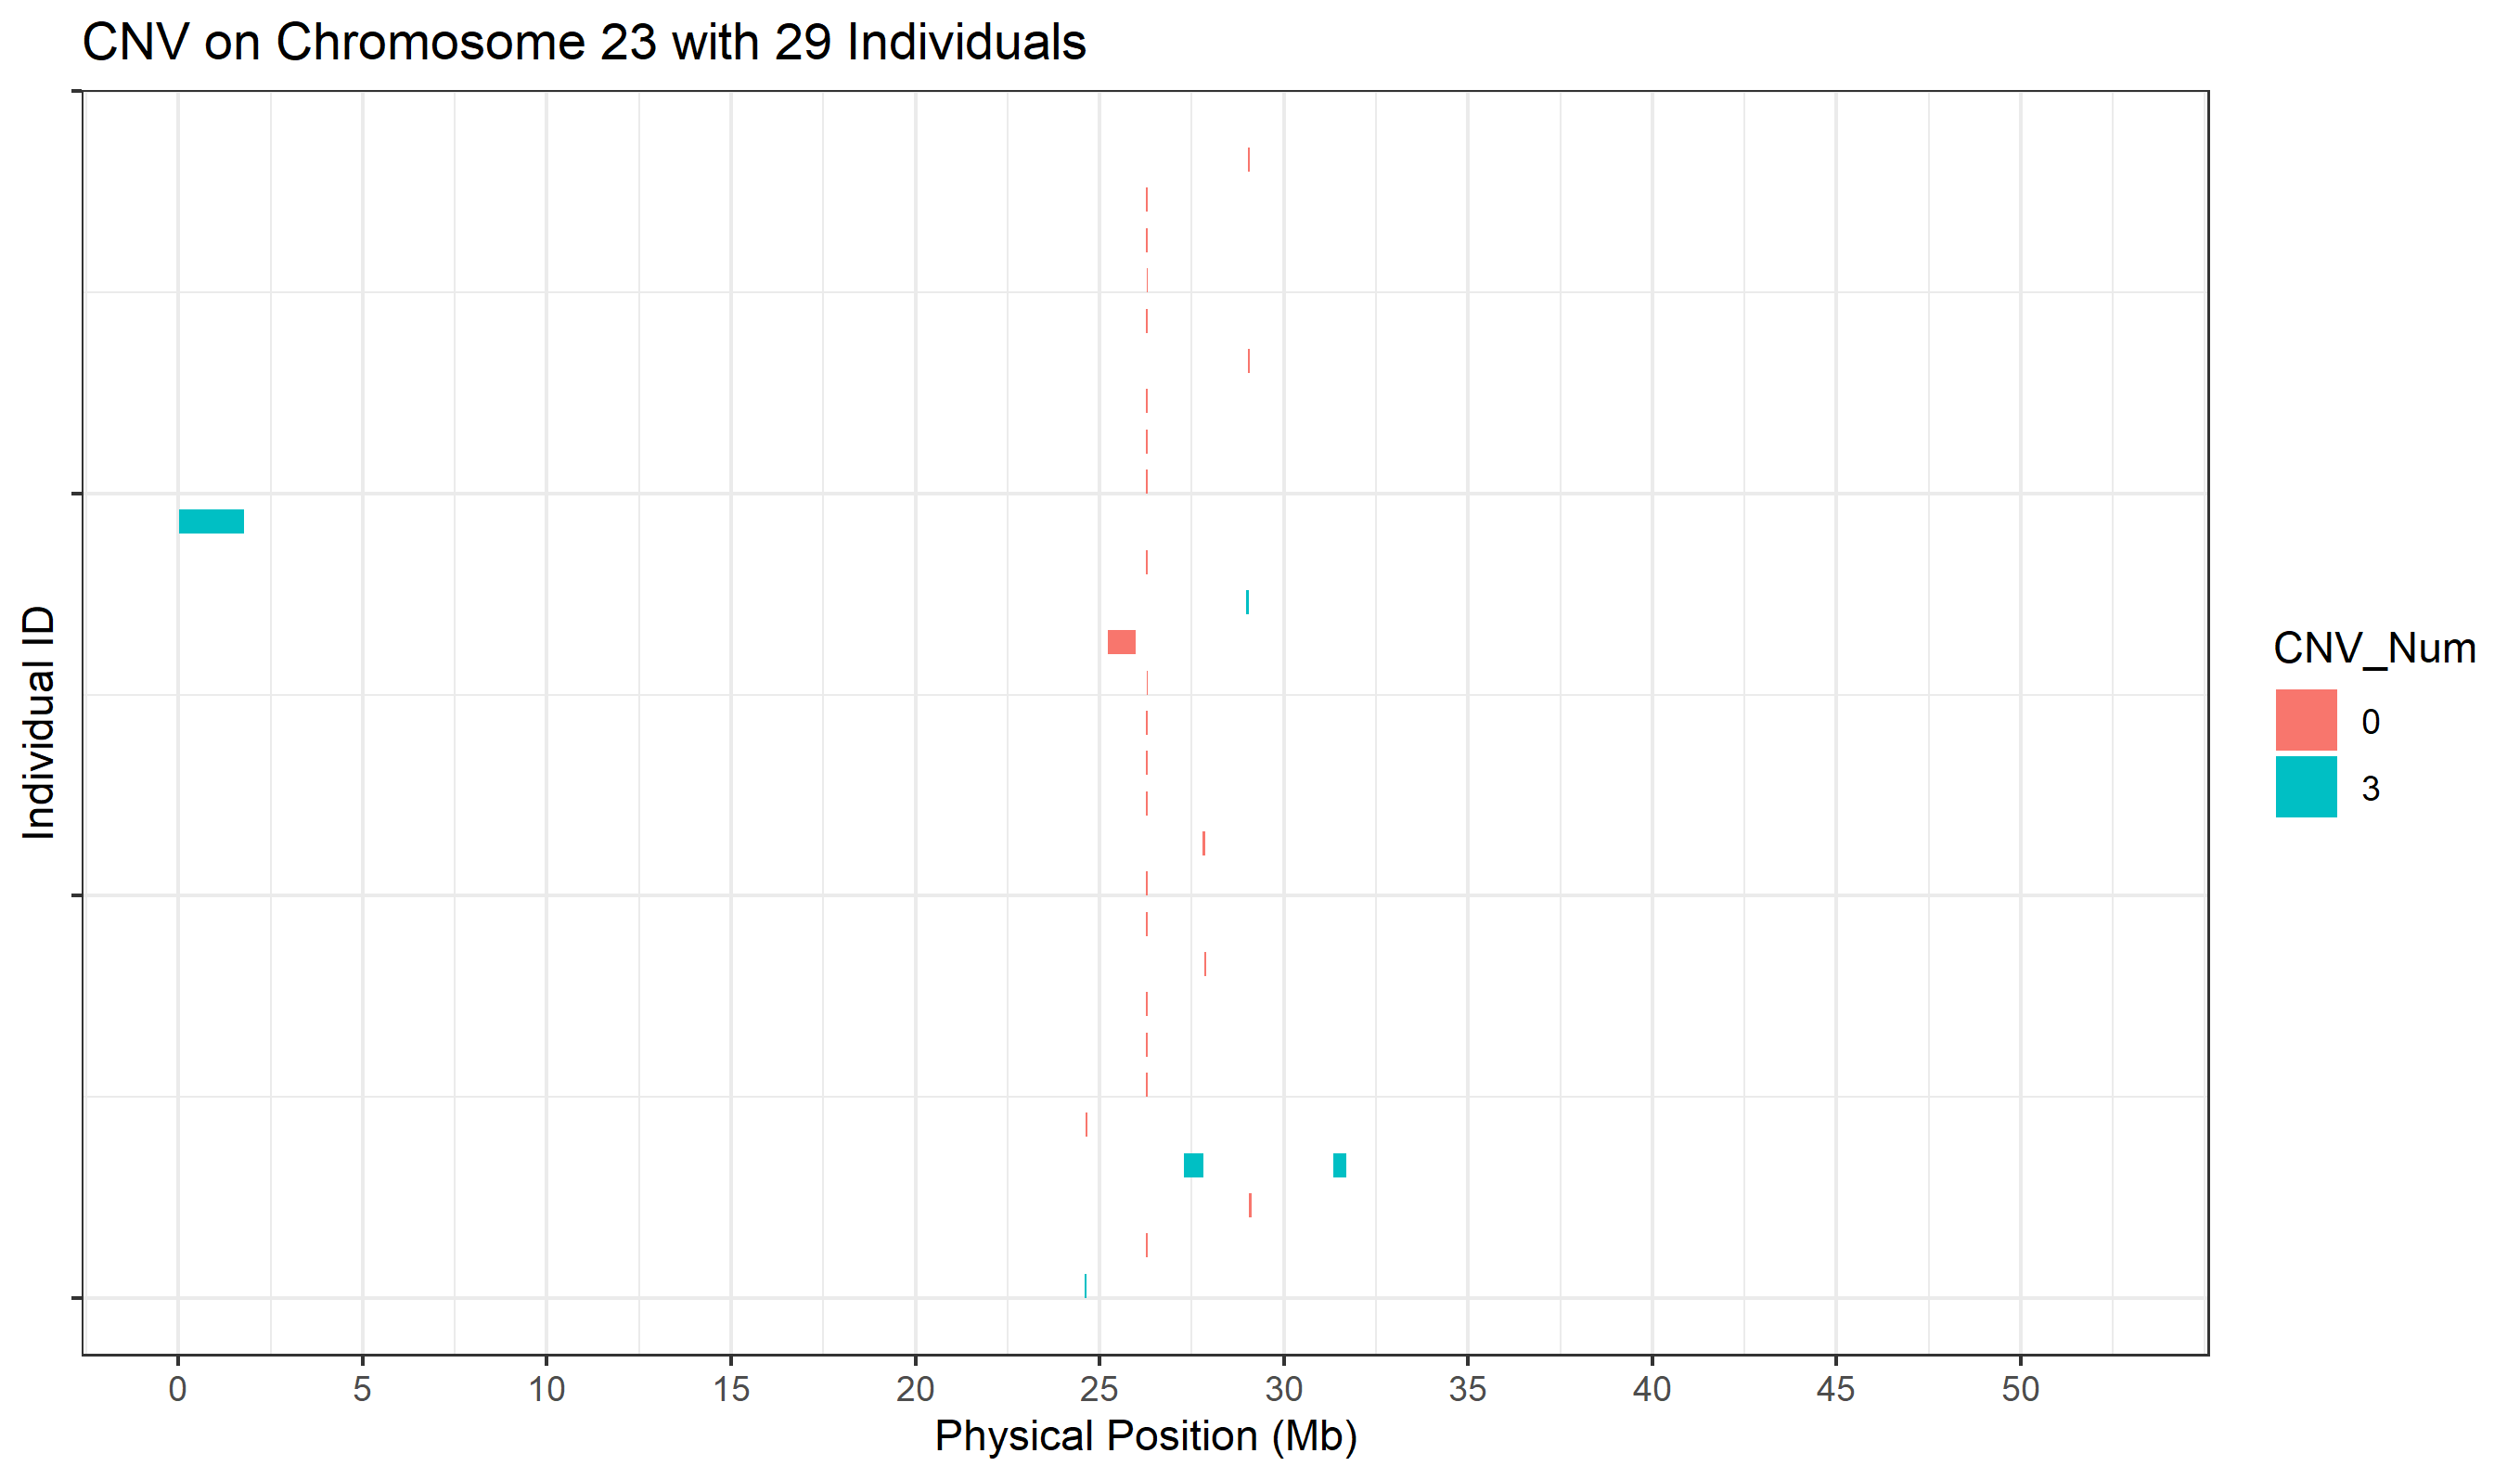 CNV on Chromosome 23 with 29 Individuals
Individual ID
CNV_Num
0
3
0 5 10 15 20 25 30 35 40 45 50
Physical Position (Mb)